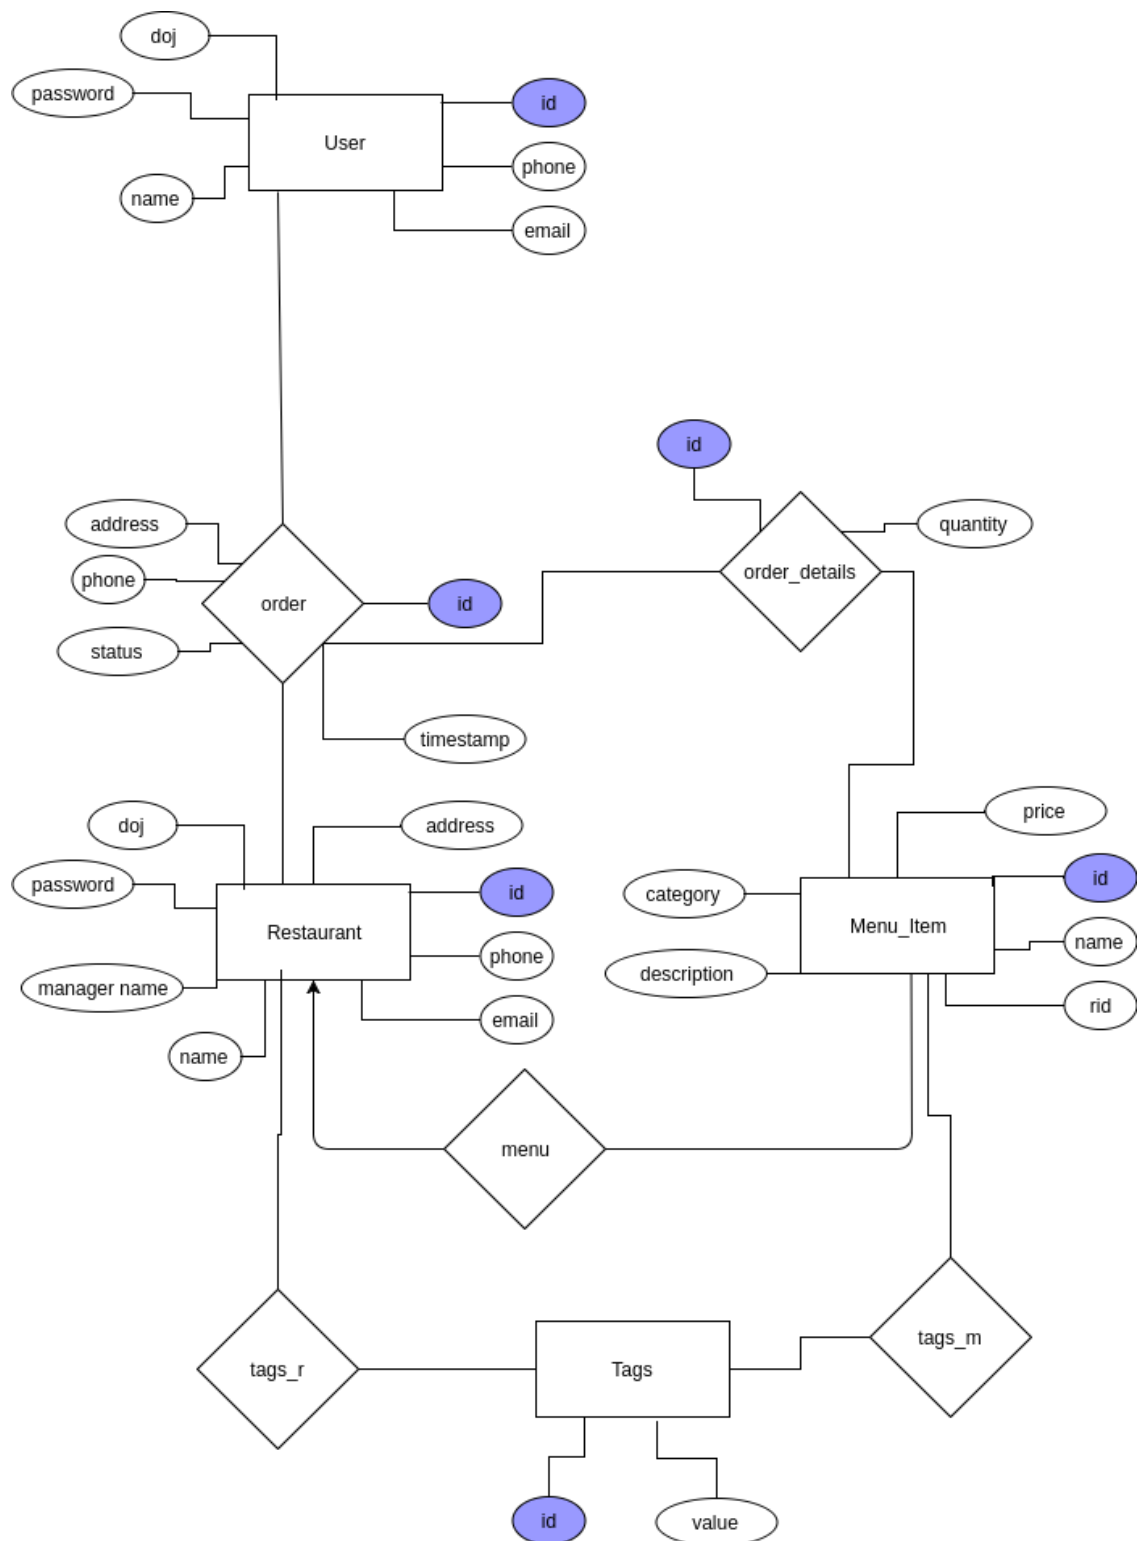 doj
password
id
User
phone
name
email
id
address
quantity
phone
order_details
order
id
status
timestamp
price
doj
address
id
password
id
category
Menu_Item
Restaurant
name
phone
description
manager name
rid
email
name
menu
tags_m
tags_r
Tags
id
value